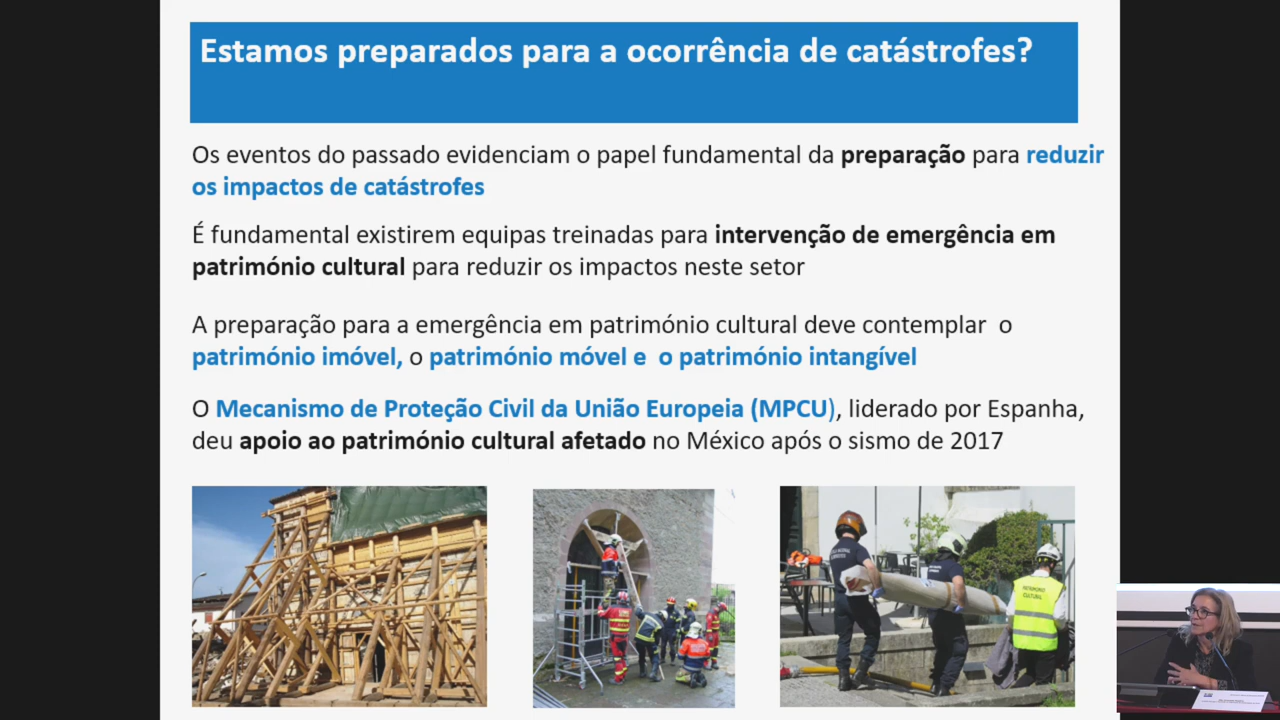 Estamos preparados para a ocorrência de catástrofes?
Os eventos do passado evidenciam o papel fundamental da preparação para reduzir
os impactos de catástrofes
É fundamental existirem equipas treinadas para intervenção de emergência em
património cultural para reduzir os impactos neste setor
A preparação para a emergência em património cultural deve contemplar o
património imóvel, o património móvel e o património intangível
O Mecanismo de Proteção Civil da União Europeia (MPCU), liderado por Espanha,
deu apoio ao património cultural afetado no México após o sismo de 2017
PATRIMÓNIO
CULTURAL